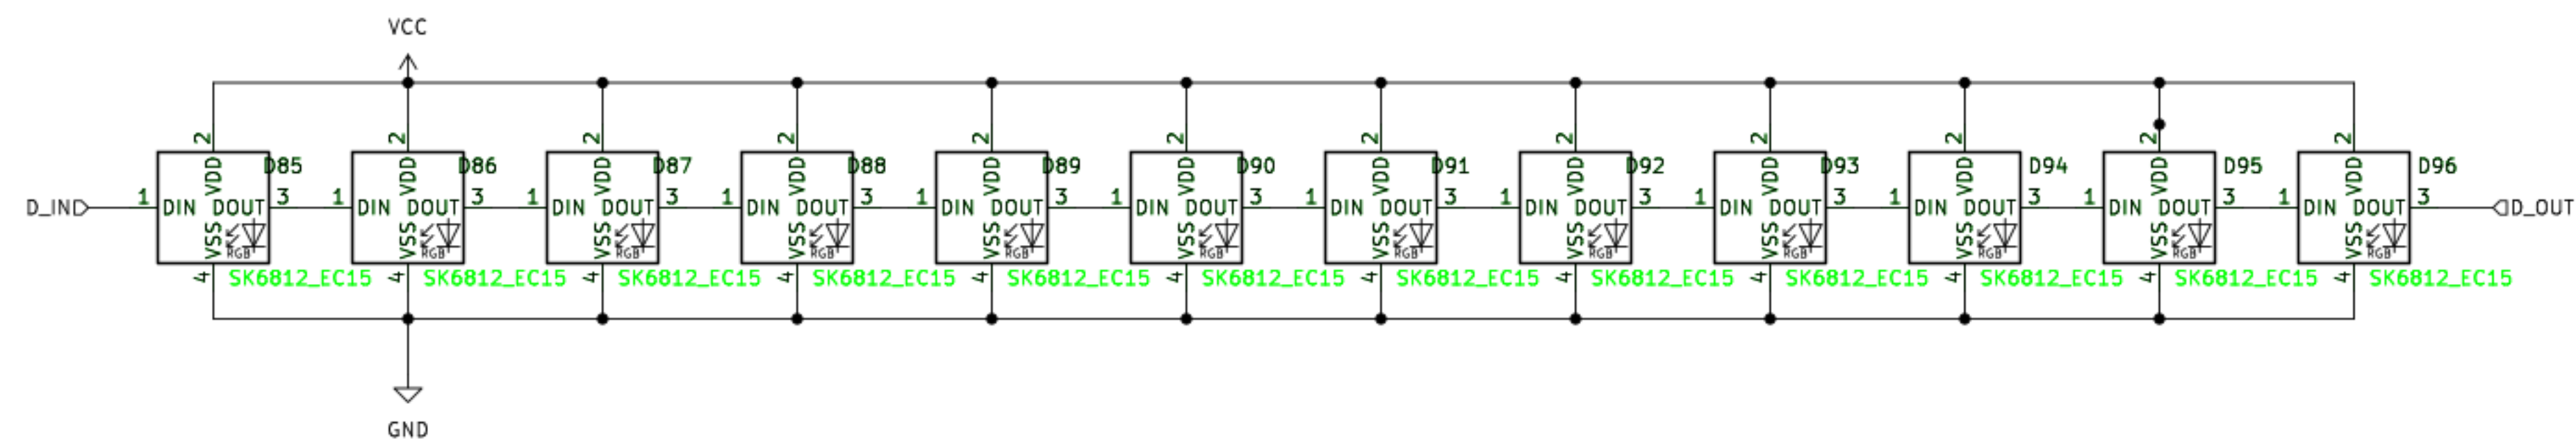 VCC
2 2 2 2 2 2 2 2 2 2 2 2
D85 D86 D87 D88 D89 D90 D91 D92 D93 D94 D95 D96
VDD VDD VDD VDD VDD VDD VDD VDD VDD VDD VDD VDD
D_IN 1 DIN DOUT 3 1 DIN DOUT 3 1 DIN DOUT 3 1 DIN DOUT 3 1 DIN DOUT 3 1 DIN DOUT 3 1 DIN DOUT 3 1 DIN DOUT 3 1 DIN DOUT 3 1 DIN DOUT 3 1 DIN DOUT 3 1 DIN DOUT 3 D_OUT
VSS RGB VSS RGB VSS RGB VSS RGB VSS RGB VSS RGB VSS RGB VSS RGB VSS RGB VSS RGB VSS RGB VSS RGB
4 SK6812_EC15 4 SK6812_EC15 4 SK6812_EC15 4 SK6812_EC15 4 SK6812_EC15 4 SK6812_EC15 4 SK6812_EC15 4 SK6812_EC15 4 SK6812_EC15 4 SK6812_EC15 4 SK6812_EC15 4 SK6812_EC15
GND